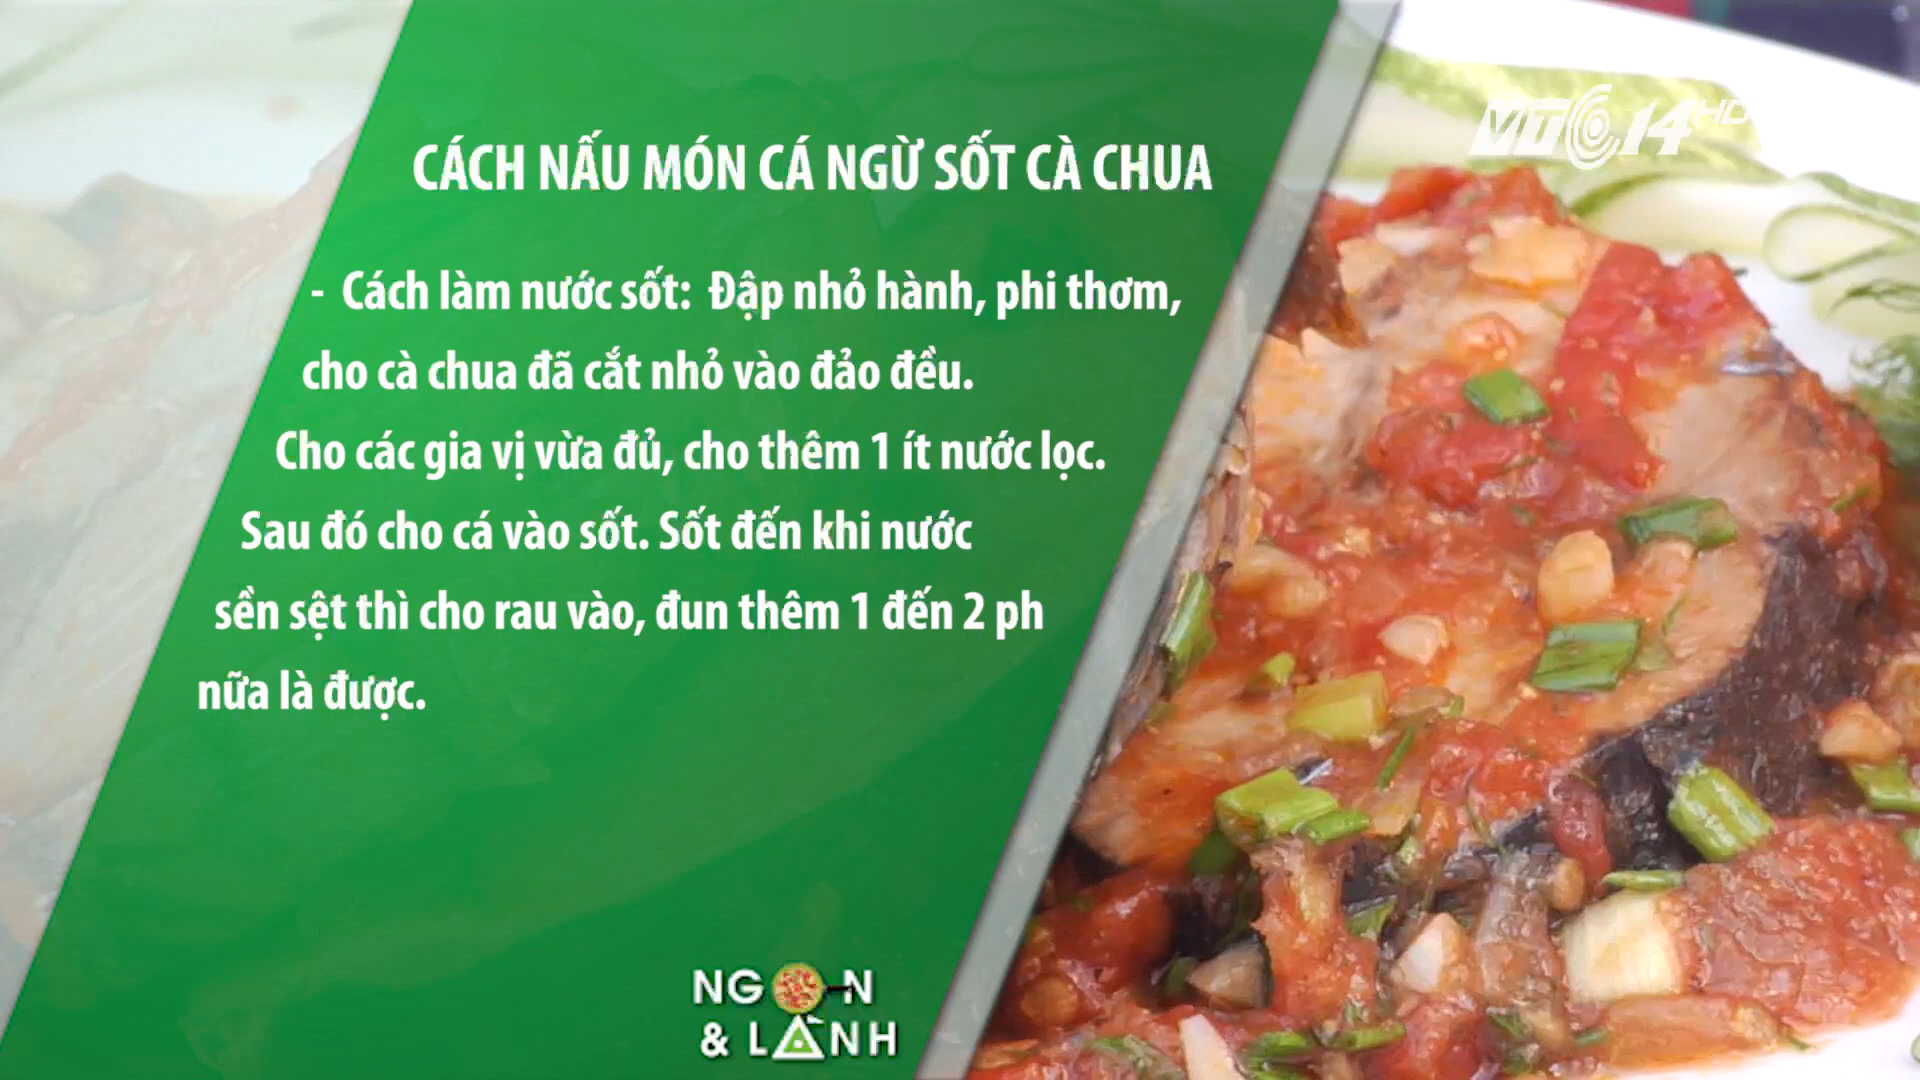 VTC14 HD
CÁCH NẤU MÓN CÁ NGỪ SỐT CÀ CHUA
- Cách làm nước sốt: Đập nhỏ hành, phi thơm,
cho cà chua đã cắt nhỏ vào đảo đều.
Cho các gia vị vừa đủ, cho thêm 1 ít nước lọc.
Sau đó cho cá vào sốt. Sốt đến khi nước
sền sệt thì cho rau vào, đun thêm 1 đến 2 ph
nữa là được.
NGON
& LÀNH